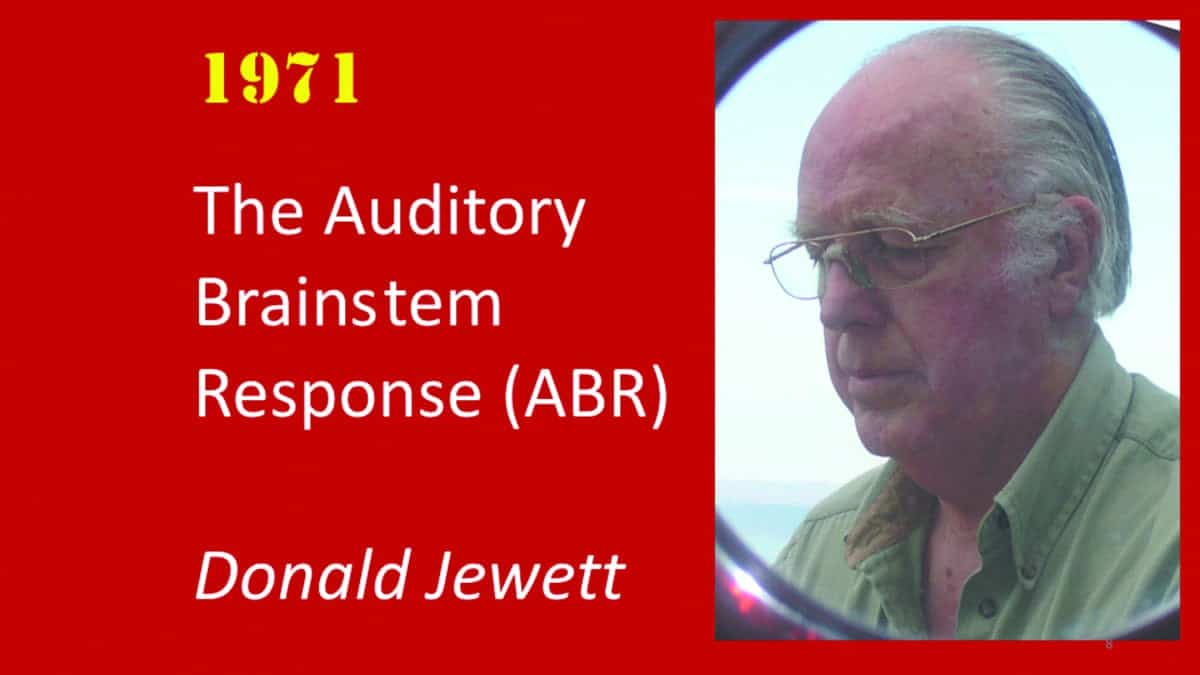 1971
The Auditory
Brainstem
Response (ABR)
Donald Jewett
8